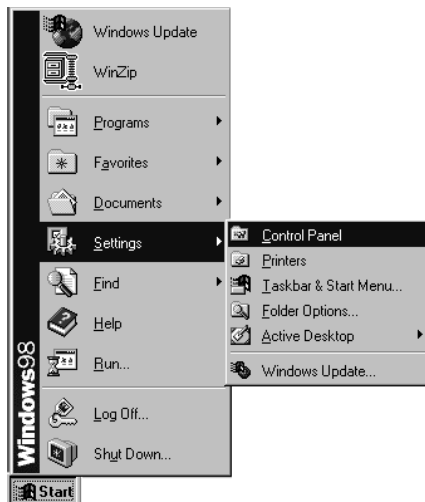 Windows Update
WinZip
Programs
Favorites
Documents
Settings
Find
Help
Run...
Log Off...
Shut Down...
Control Panel
Printers
Taskbar & Start Menu...
Folder Options...
Active Desktop
Windows Update...
Windows98
Start